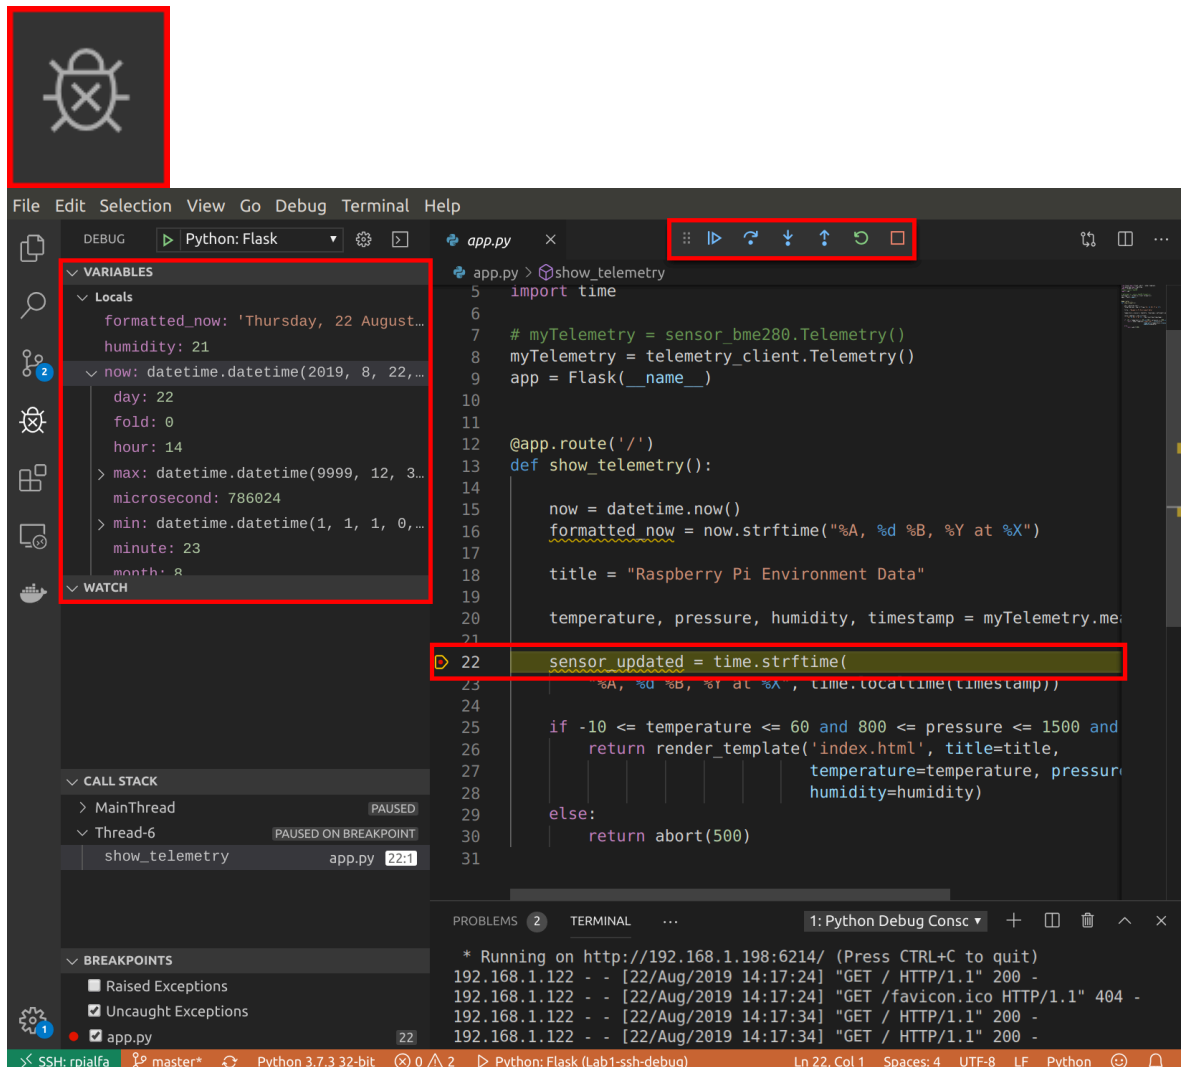 File Edit Selection View Go Debug Terminal Help
DEBUG Python: Flask
VARIABLES
Locals
formatted_now: 'Thursday, 22 August...
humidity: 21
now: datetime.datetime(2019, 8, 22,...
day: 22
fold: 0
hour: 14
max: datetime.datetime(9999, 12, 3...
microsecond: 786024
min: datetime.datetime(1, 1, 1, 0,...
minute: 23
month: 8
WATCH
CALL STACK
MainThread PAUSED
Thread-6 PAUSED ON BREAKPOINT
show_telemetry app.py 22:1
BREAKPOINTS
Raised Exceptions
Uncaught Exceptions
app.py 22
2
1
app.py
app.py > show_telemetry
5 import time
6
7 # myTelemetry = sensor_bme280.Telemetry()
8 myTelemetry = telemetry_client.Telemetry()
9 app = Flask(__name__)
10
11
12 @app.route('/')
13 def show_telemetry():
14
15 now = datetime.now()
16 formatted_now = now.strftime("%A, %d %B, %Y at %X")
17
18 title = "Raspberry Pi Environment Data"
19
20 temperature, pressure, humidity, timestamp = myTelemetry.mea
21
22 sensor_updated = time.strftime(
23 "%A, %d %B, %Y at %X", time.localtime(timestamp))
24
25 if -10 <= temperature <= 60 and 800 <= pressure <= 1500 and
26 return render_template('index.html', title=title,
27 temperature=temperature, pressure
28 humidity=humidity)
29 else:
30 return abort(500)
31
PROBLEMS 2 TERMINAL ... 1: Python Debug Consc
* Running on http://192.168.1.198:6214/ (Press CTRL+C to quit)
192.168.1.122 - - [22/Aug/2019 14:17:24] "GET / HTTP/1.1" 200 -
192.168.1.122 - - [22/Aug/2019 14:17:24] "GET /favicon.ico HTTP/1.1" 404 -
192.168.1.122 - - [22/Aug/2019 14:17:34] "GET / HTTP/1.1" 200 -
192.168.1.122 - - [22/Aug/2019 14:17:34] "GET / HTTP/1.1" 200 -
SSH: rpialfa master* Python 3.7.3 32-bit 0 2 Python: Flask (Lab1-ssh-debug) Ln 22, Col 1 Spaces: 4 UTF-8 LF Python